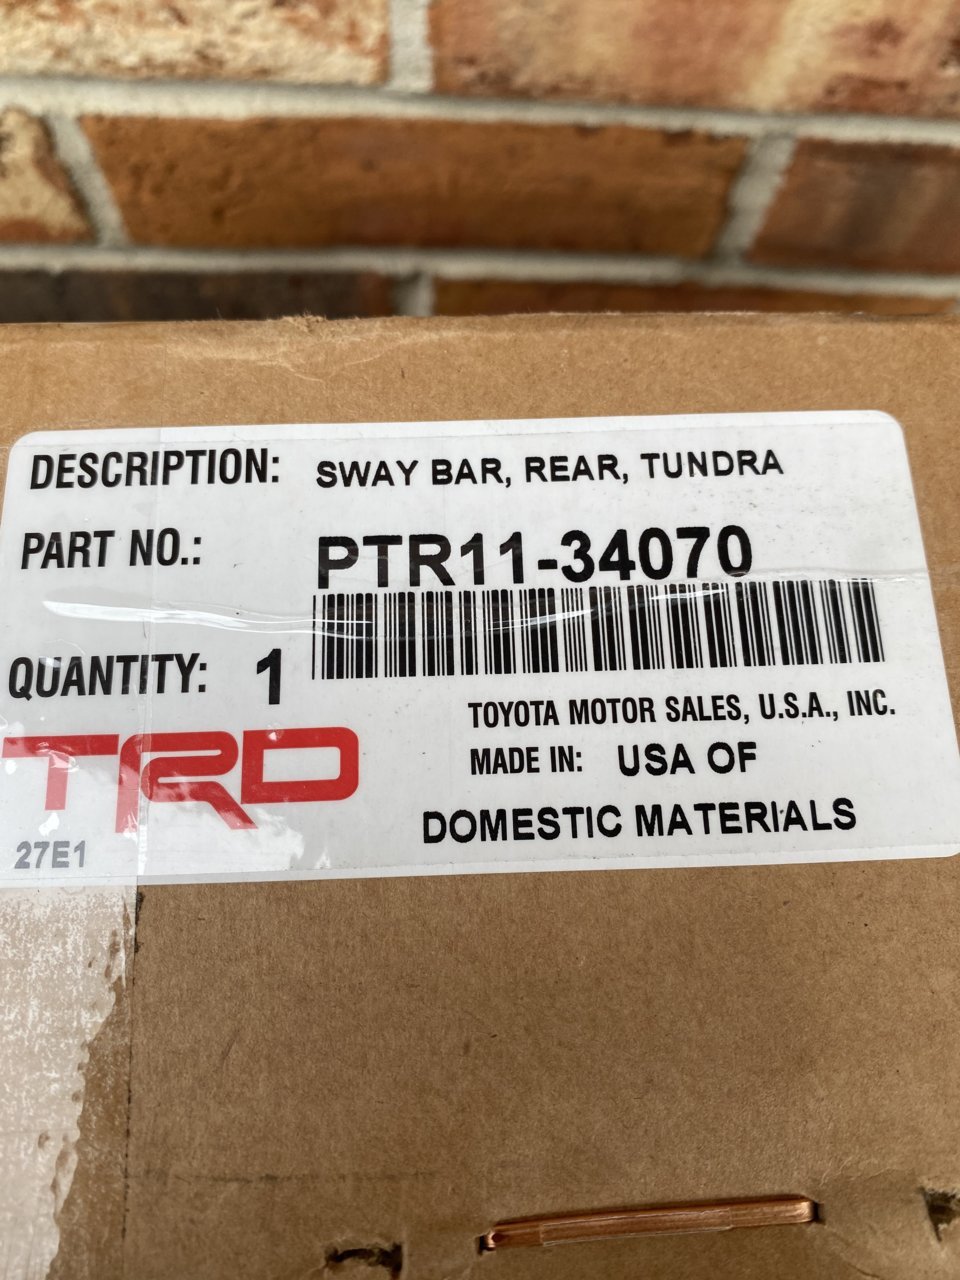 DESCRIPTION: SWAY BAR, REAR, TUNDRA
PART NO.: PTR11-34070
QUANTITY: 1
TOYOTA MOTOR SALES, U.S.A., INC.
TRD
MADE IN: USA OF
DOMESTIC MATERIALS
27E1